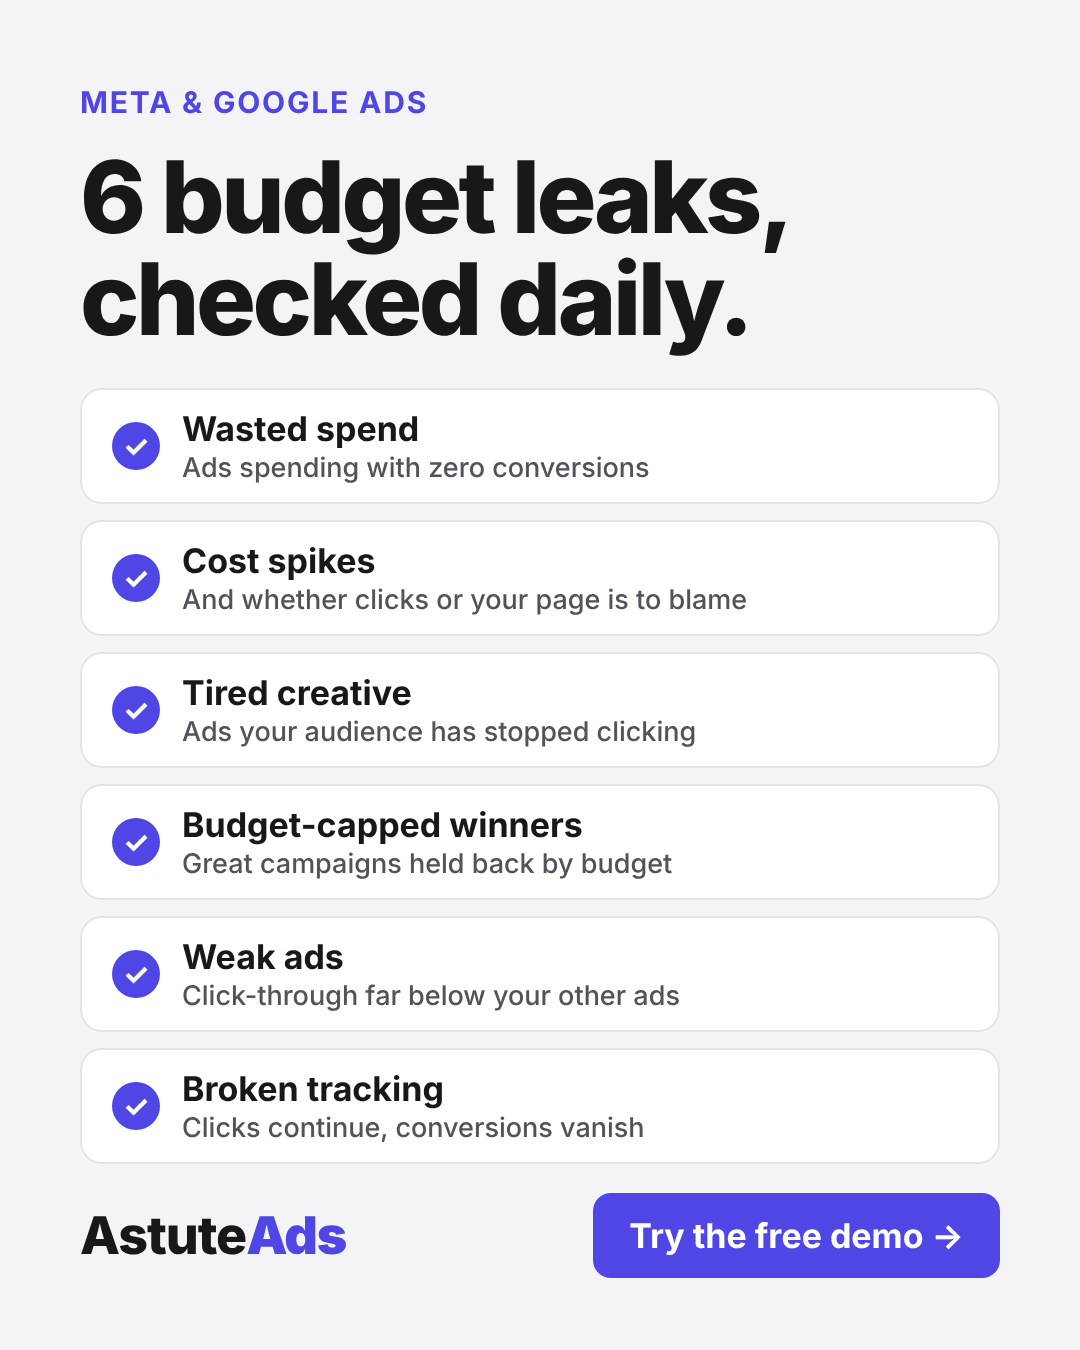 META & GOOGLE ADS
6 budget leaks,
checked daily.
Wasted spend
Ads spending with zero conversions
Cost spikes
And whether clicks or your page is to blame
Tired creative
Ads your audience has stopped clicking
Budget-capped winners
Great campaigns held back by budget
Weak ads
Click-through far below your other ads
Broken tracking
Clicks continue, conversions vanish
AstuteAds
Try the free demo →